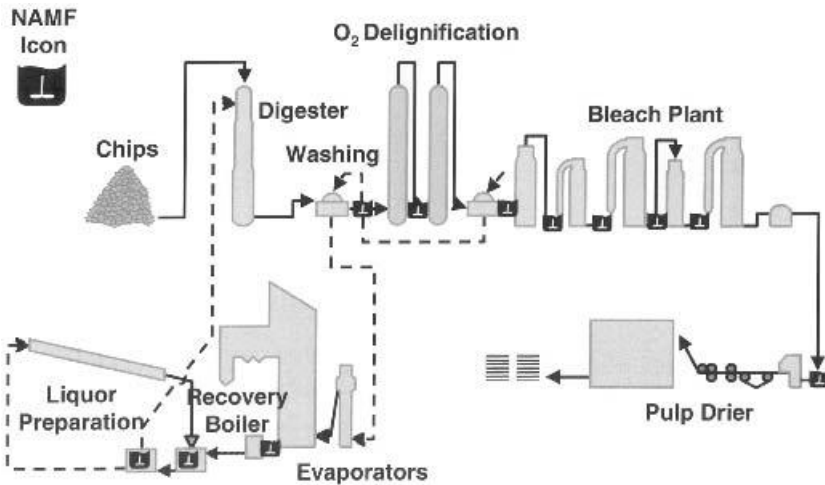 NAMF
Icon
O₂ Delignification
Digester
Bleach Plant
Chips
Washing
Liquor
Preparation
Recovery
Boiler
Pulp Drier
Evaporators